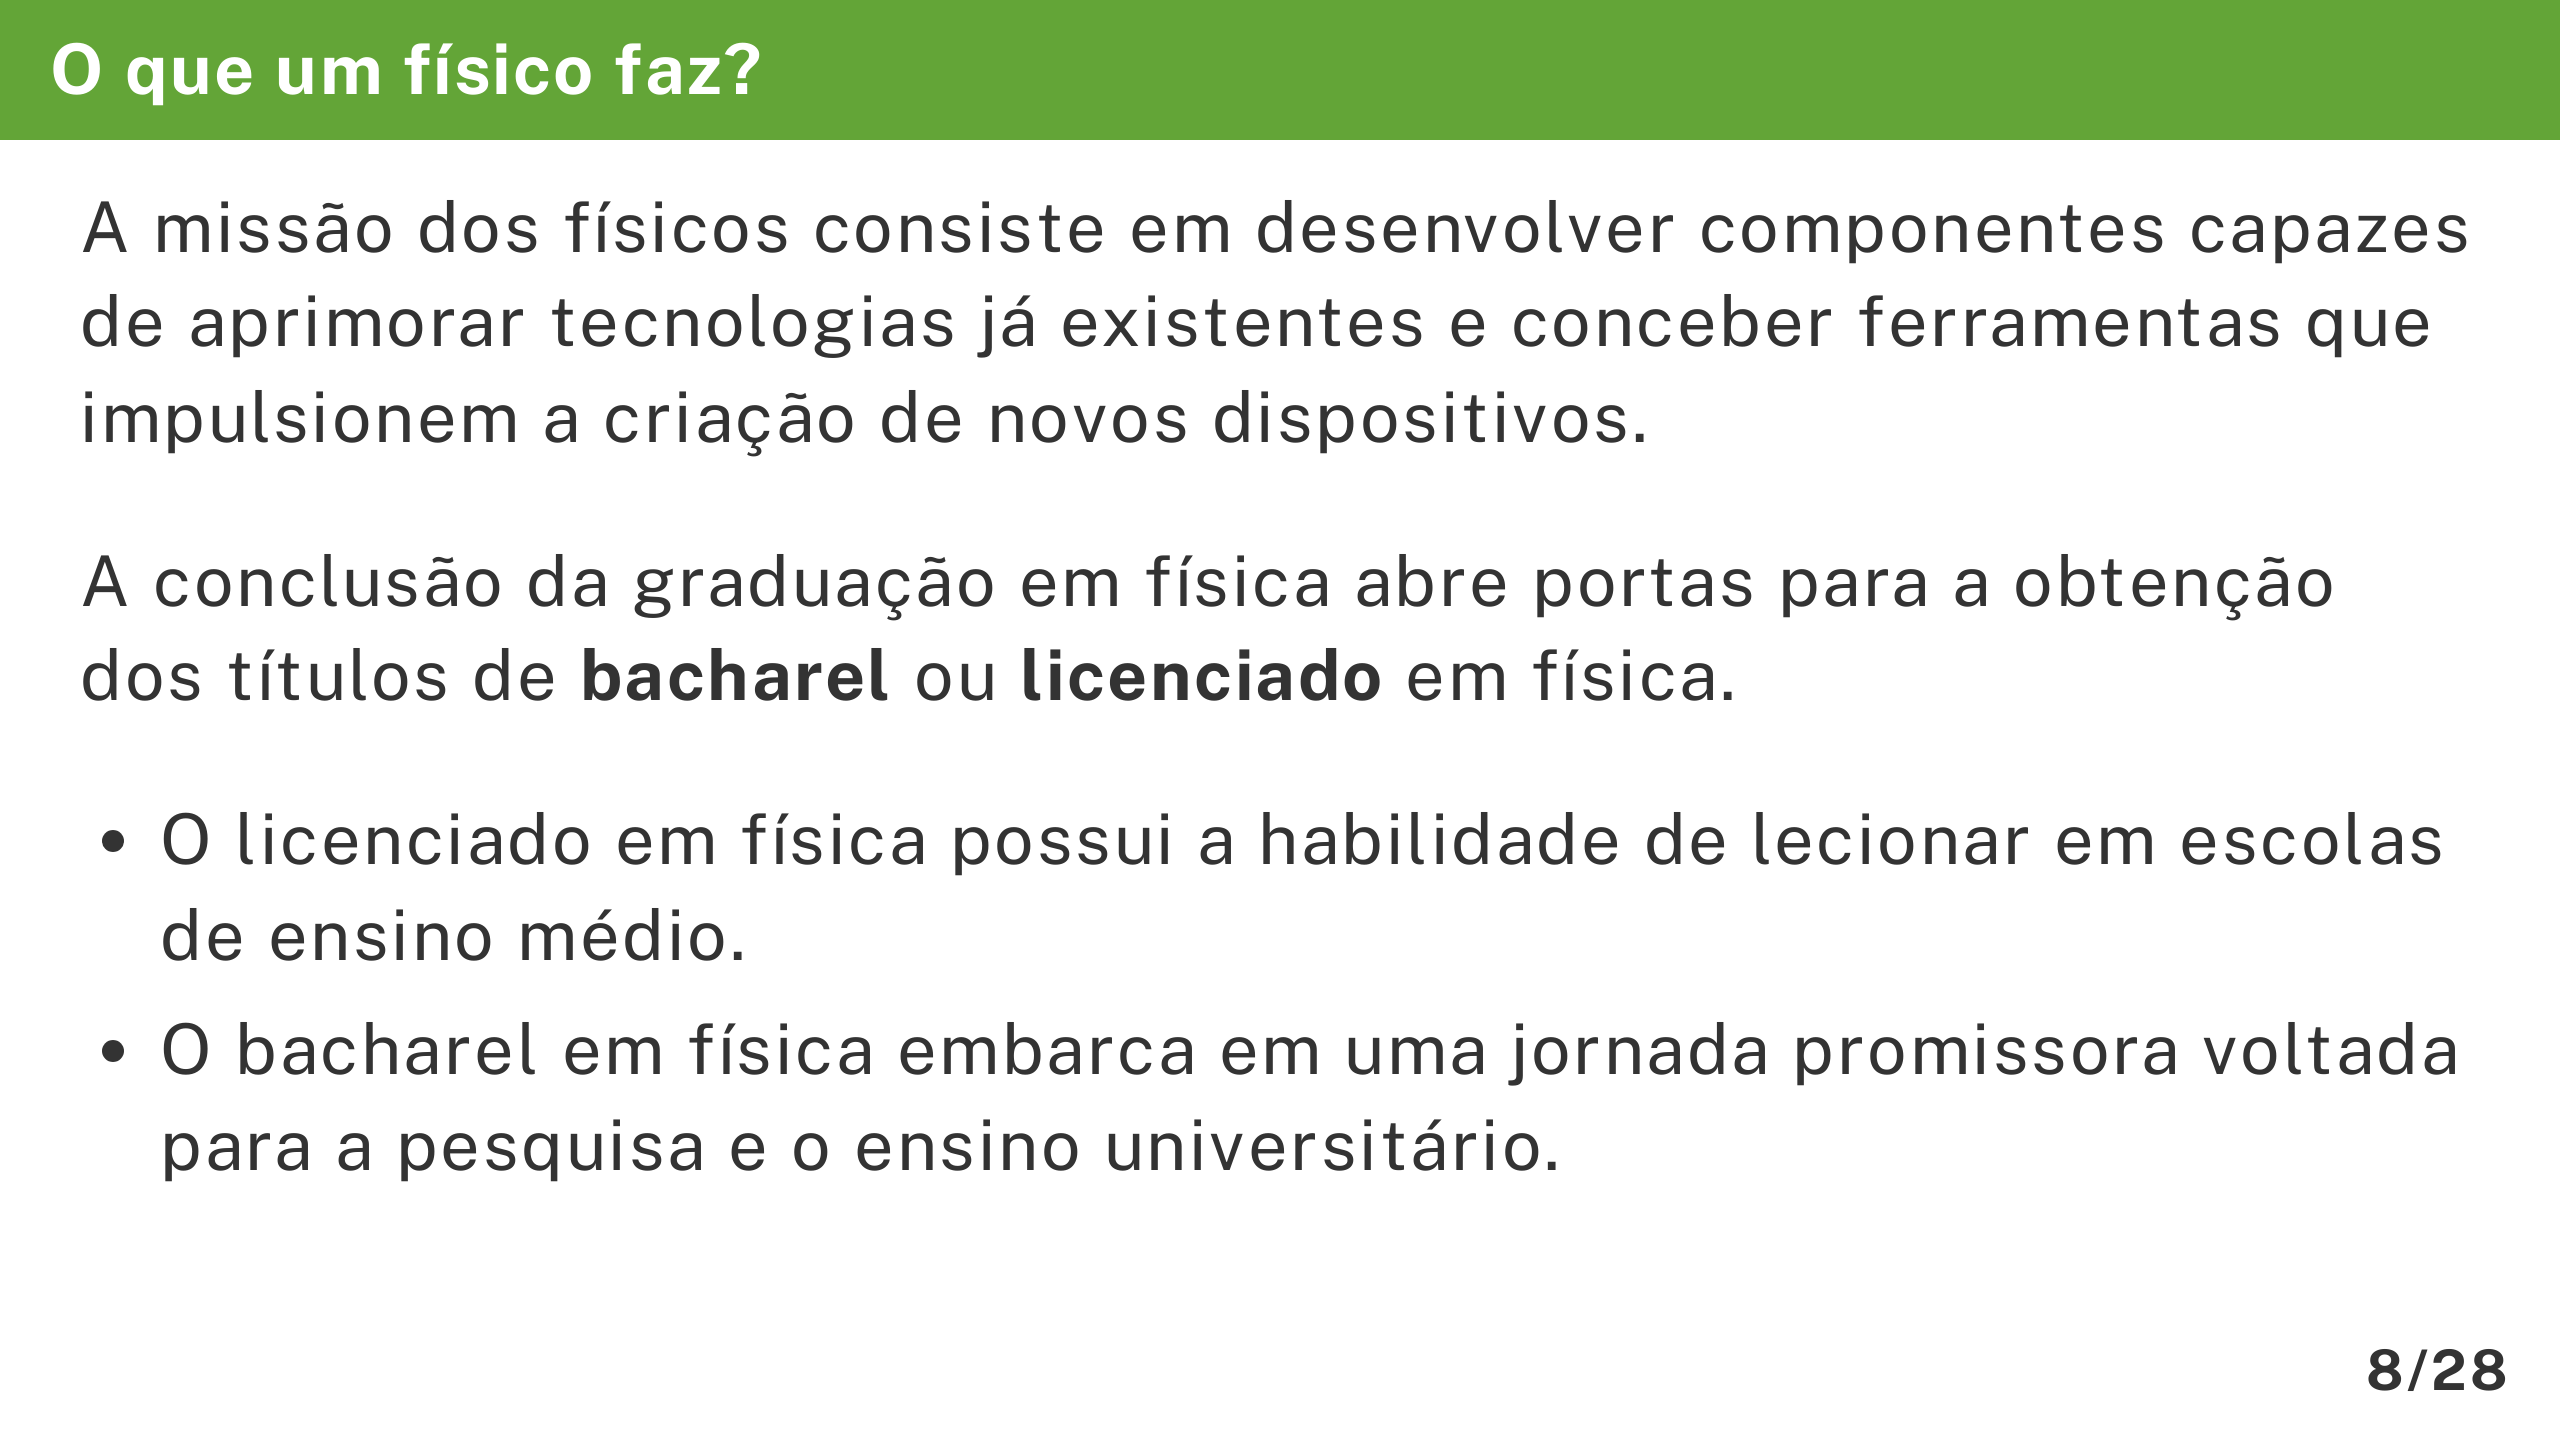 O que um físico faz?
A missão dos físicos consiste em desenvolver componentes capazes
de aprimorar tecnologias já existentes e conceber ferramentas que
impulsionem a criação de novos dispositivos.
A conclusão da graduação em física abre portas para a obtenção
dos títulos de bacharel ou licenciado em física.
• O licenciado em física possui a habilidade de lecionar em escolas
de ensino médio.
• O bacharel em física embarca em uma jornada promissora voltada
para a pesquisa e o ensino universitário.
8/28